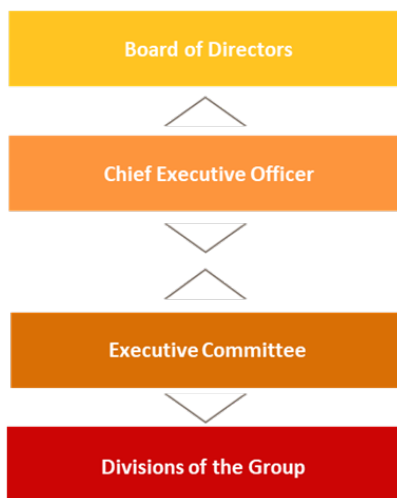 Board of Directors
Chief Executive Officer
Executive Committee
Divisions of the Group